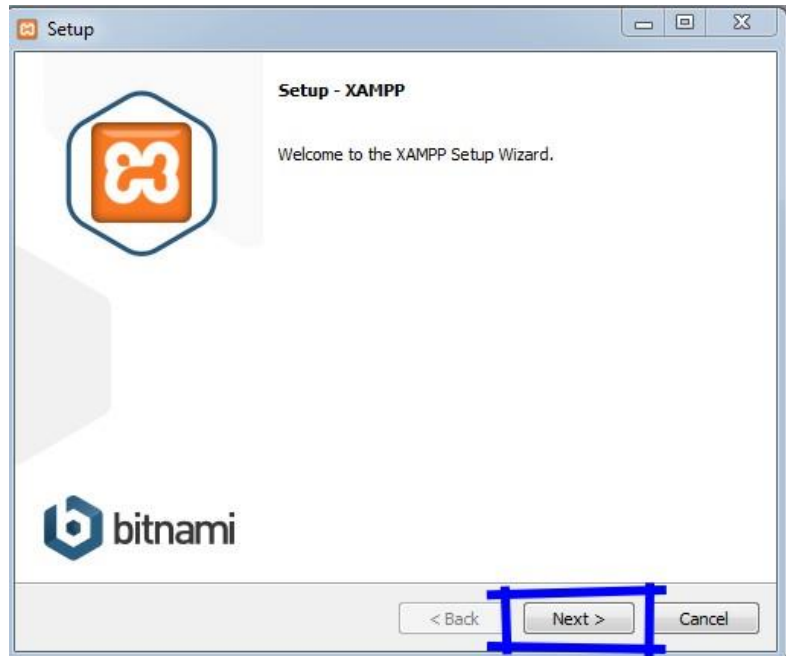 Setup
Setup - XAMPP
Welcome to the XAMPP Setup Wizard.
bitnami
< Back
Next >
Cancel